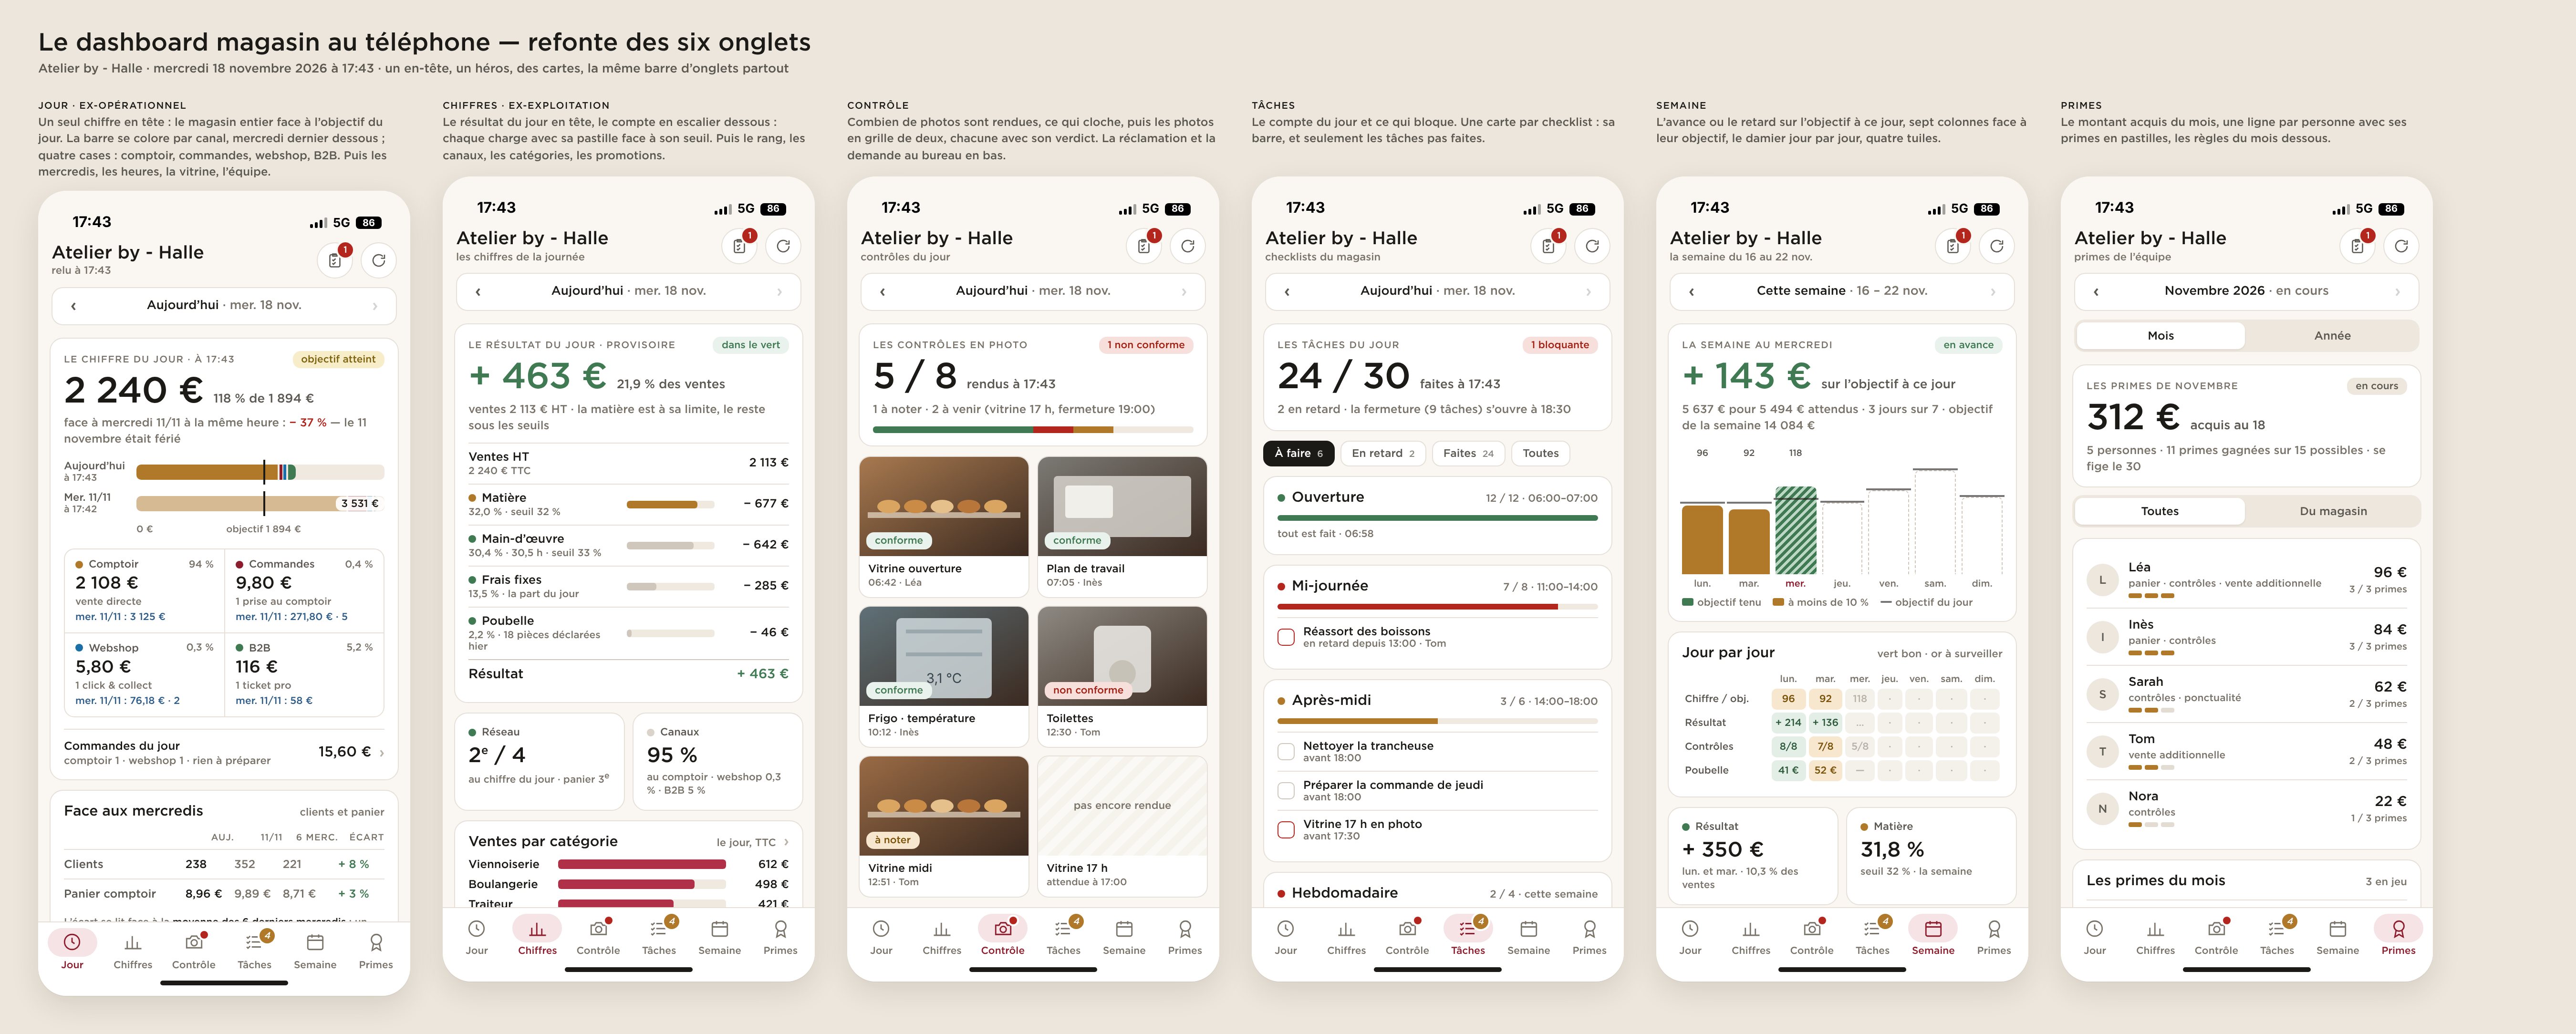 Le dashboard magasin au téléphone — refonte des six onglets
Atelier by - Halle · mercredi 18 novembre 2026 à 17:43 · un en-tête, un héros, des cartes, la même barre d'onglets partout
JOUR · EX-OPÉRATIONNEL
Un seul chiffre en tête : le magasin entier face à l'objectif du
jour. La barre se colore par canal, mercredi dernier dessous ;
quatre cases : comptoir, commandes, webshop, B2B. Puis les
mercredis, les heures, la vitrine, l'équipe.
17:43
5G 86
Atelier by - Halle
relu à 17:43
1
‹ Aujourd'hui · mer. 18 nov. ›
LE CHIFFRE DU JOUR · À 17:43
objectif atteint
2 240 € 118 % de 1 894 €
face à mercredi 11/11 à la même heure : − 37 % — le 11
novembre était férié
Aujourd'hui
à 17:43
Mer. 11/11
à 17:42
3 531 €
0 € objectif 1 894 €
Comptoir 94 %
2 108 €
vente directe
mer. 11/11 : 3 125 €
Commandes 0,4 %
9,80 €
1 prise au comptoir
mer. 11/11 : 271,80 € · 5
Webshop 0,3 %
5,80 €
1 click & collect
mer. 11/11 : 76,18 € · 2
B2B 5,2 %
116 €
1 ticket pro
mer. 11/11 : 58 €
Commandes du jour
comptoir 1 · webshop 1 · rien à préparer
15,60 € ›
Face aux mercredis clients et panier
AUJ. 11/11 6 MERC. ÉCART
Clients 238 352 221 + 8 %
Panier comptoir 8,96 € 9,89 € 8,71 € + 3 %
Jour Chiffres Contrôle Tâches 4 Semaine Primes
CHIFFRES · EX-EXPLOITATION
Le résultat du jour en tête, le compte en escalier dessous :
chaque charge avec sa pastille face à son seuil. Puis le rang, les
canaux, les catégories, les promotions.
17:43
5G 86
Atelier by - Halle
les chiffres de la journée
1
‹ Aujourd'hui · mer. 18 nov. ›
LE RÉSULTAT DU JOUR · PROVISOIRE
dans le vert
+ 463 € 21,9 % des ventes
ventes 2 113 € HT · la matière est à sa limite, le reste
sous les seuils
Ventes HT
2 240 € TTC
2 113 €
Matière
32,0 % · seuil 32 %
− 677 €
Main-d'œuvre
30,4 % · 30,5 h · seuil 33 %
− 642 €
Frais fixes
13,5 % · la part du jour
− 285 €
Poubelle
2,2 % · 18 pièces déclarées
hier
− 46 €
Résultat + 463 €
Réseau
2e / 4
au chiffre du jour · panier 3e
Canaux
95 %
au comptoir · webshop 0,3
% · B2B 5 %
Ventes par catégorie le jour, TTC ›
Viennoiserie 612 €
Boulangerie 498 €
Traiteur 421 €
Jour Chiffres Contrôle Tâches 4 Semaine Primes
CONTRÔLE
Combien de photos sont rendues, ce qui cloche, puis les photos
en grille de deux, chacune avec son verdict. La réclamation et la
demande au bureau en bas.
17:43
5G 86
Atelier by - Halle
contrôles du jour
1
‹ Aujourd'hui · mer. 18 nov. ›
LES CONTRÔLES EN PHOTO
1 non conforme
5 / 8 rendus à 17:43
1 à noter · 2 à venir (vitrine 17 h, fermeture 19:00)
conforme
Vitrine ouverture
06:42 · Léa
conforme
Plan de travail
07:05 · Inès
3,1 °C
conforme
Frigo · température
10:12 · Inès
non conforme
Toilettes
12:30 · Tom
à noter
Vitrine midi
12:51 · Tom
pas encore rendue
Vitrine 17 h
attendue à 17:00
Jour Chiffres Contrôle Tâches 4 Semaine Primes
TÂCHES
Le compte du jour et ce qui bloque. Une carte par checklist : sa
barre, et seulement les tâches pas faites.
17:43
5G 86
Atelier by - Halle
checklists du magasin
1
‹ Aujourd'hui · mer. 18 nov. ›
LES TÂCHES DU JOUR
1 bloquante
24 / 30 faites à 17:43
2 en retard · la fermeture (9 tâches) s'ouvre à 18:30
À faire 6 En retard 2 Faites 24 Toutes
Ouverture 12 / 12 · 06:00–07:00
tout est fait · 06:58
Mi-journée 7 / 8 · 11:00–14:00
Réassort des boissons
en retard depuis 13:00 · Tom
Après-midi 3 / 6 · 14:00–18:00
Nettoyer la trancheuse
avant 18:00
Préparer la commande de jeudi
avant 18:00
Vitrine 17 h en photo
avant 17:30
Hebdomadaire 2 / 4 · cette semaine
Jour Chiffres Contrôle Tâches 4 Semaine Primes
SEMAINE
L'avance ou le retard sur l'objectif à ce jour, sept colonnes face à
leur objectif, le damier jour par jour, quatre tuiles.
17:43
5G 86
Atelier by - Halle
la semaine du 16 au 22 nov.
1
‹ Cette semaine · 16 – 22 nov. ›
LA SEMAINE AU MERCREDI
en avance
+ 143 € sur l'objectif à ce jour
5 637 € pour 5 494 € attendus · 3 jours sur 7 · objectif
de la semaine 14 084 €
96 92 118
lun. mar. mer. jeu. ven. sam. dim.
objectif tenu à moins de 10 % objectif du jour
Jour par jour vert bon · or à surveiller
lun. mar. mer. jeu. ven. sam. dim.
Chiffre / obj. 96 92 118 · · · ·
Résultat + 214 + 136 ... · · · ·
Contrôles 8/8 7/8 5/8 · · · ·
Poubelle 41 € 52 € — · · · ·
Résultat
+ 350 €
lun. et mar. · 10,3 % des
ventes
Matière
31,8 %
seuil 32 % · la semaine
Jour Chiffres Contrôle Tâches 4 Semaine Primes
PRIMES
Le montant acquis du mois, une ligne par personne avec ses
primes en pastilles, les règles du mois dessous.
17:43
5G 86
Atelier by - Halle
primes de l'équipe
1
‹ Novembre 2026 · en cours ›
Mois Année
LES PRIMES DE NOVEMBRE
en cours
312 € acquis au 18
5 personnes · 11 primes gagnées sur 15 possibles · se
fige le 30
Toutes Du magasin
L Léa
panier · contrôles · vente additionnelle
96 €
3 / 3 primes
I Inès
panier · contrôles
84 €
3 / 3 primes
S Sarah
contrôles · ponctualité
62 €
2 / 3 primes
T Tom
vente additionnelle
48 €
2 / 3 primes
N Nora
contrôles
22 €
1 / 3 primes
Les primes du mois 3 en jeu
Jour Chiffres Contrôle Tâches 4 Semaine Primes